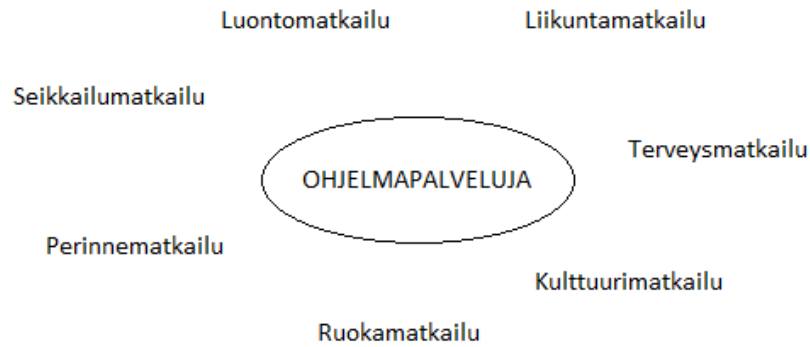 Luontomatkailu
Liikuntamatkailu
Seikkailumatkailu
Terveysmatkailu
OHJELMAPALVELUJA
Perinnematkailu
Kulttuurimatkailu
Ruokamatkailu